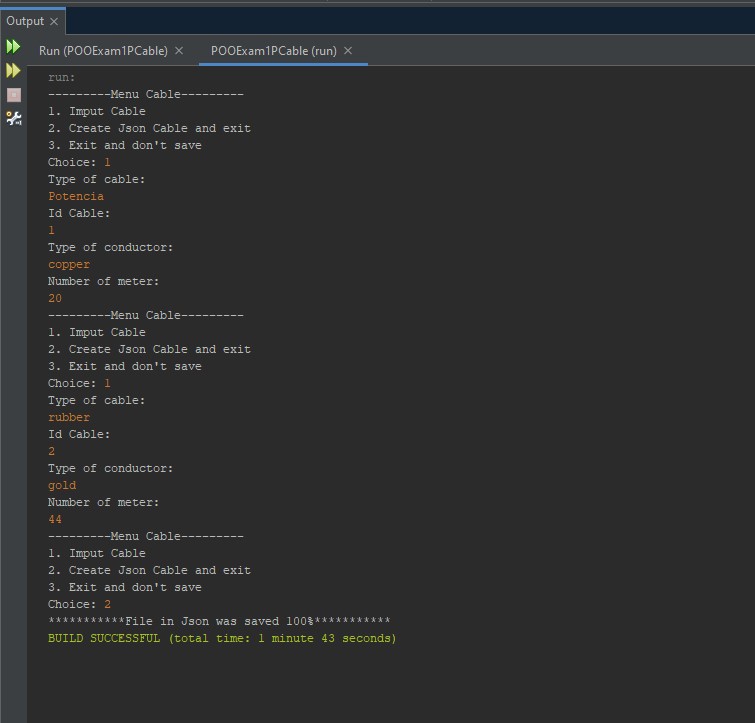 Output
Run (POOExam1PCable)
POOExam1PCable (run)
run:
---------Menu Cable---------
1. Imput Cable
2. Create Json Cable and exit
3. Exit and don't save
Choice: 1
Type of cable:
Potencia
Id Cable:
1
Type of conductor:
copper
Number of meter:
20
---------Menu Cable---------
1. Imput Cable
2. Create Json Cable and exit
3. Exit and don't save
Choice: 1
Type of cable:
rubber
Id Cable:
2
Type of conductor:
gold
Number of meter:
44
---------Menu Cable---------
1. Imput Cable
2. Create Json Cable and exit
3. Exit and don't save
Choice: 2
***********File in Json was saved 100%***********
BUILD SUCCESSFUL (total time: 1 minute 43 seconds)